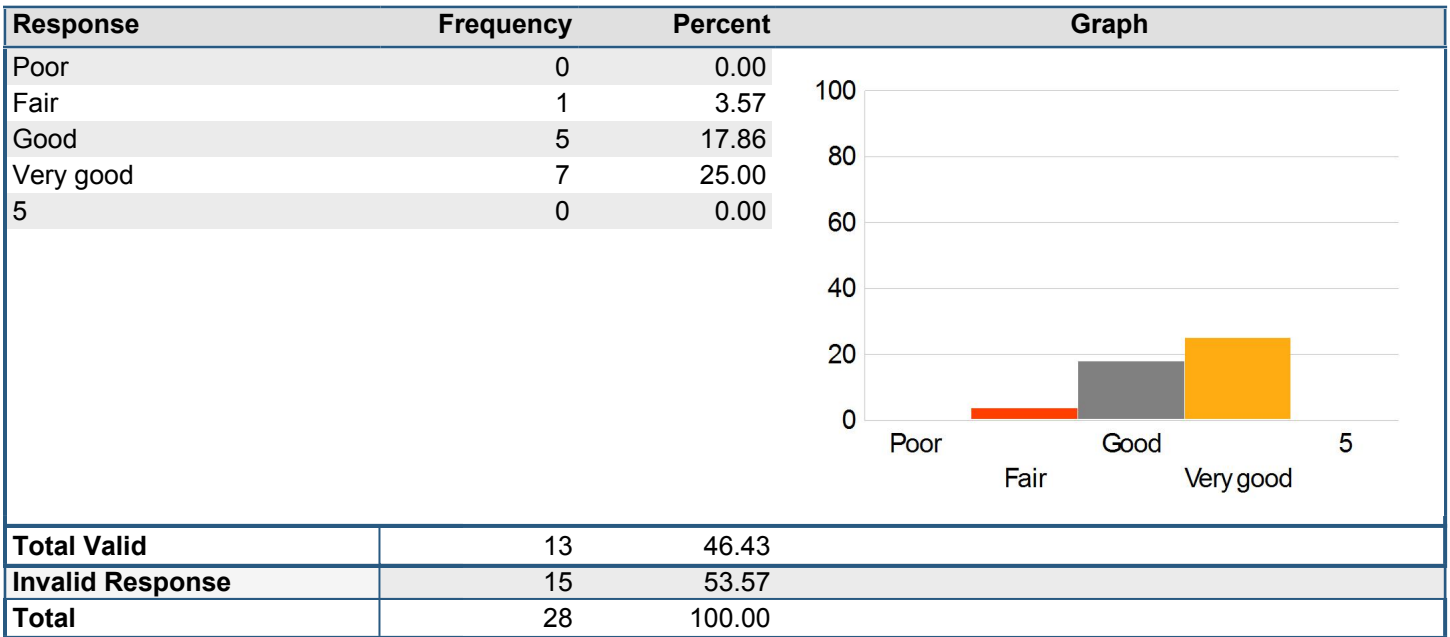 Response Frequency Percent Graph
Poor 0 0.00
Fair 1 3.57
Good 5 17.86
Very good 7 25.00
5 0 0.00
100
80
60
40
20
0
Poor Good 5
Fair Very good
Total Valid 13 46.43
Invalid Response 15 53.57
Total 28 100.00